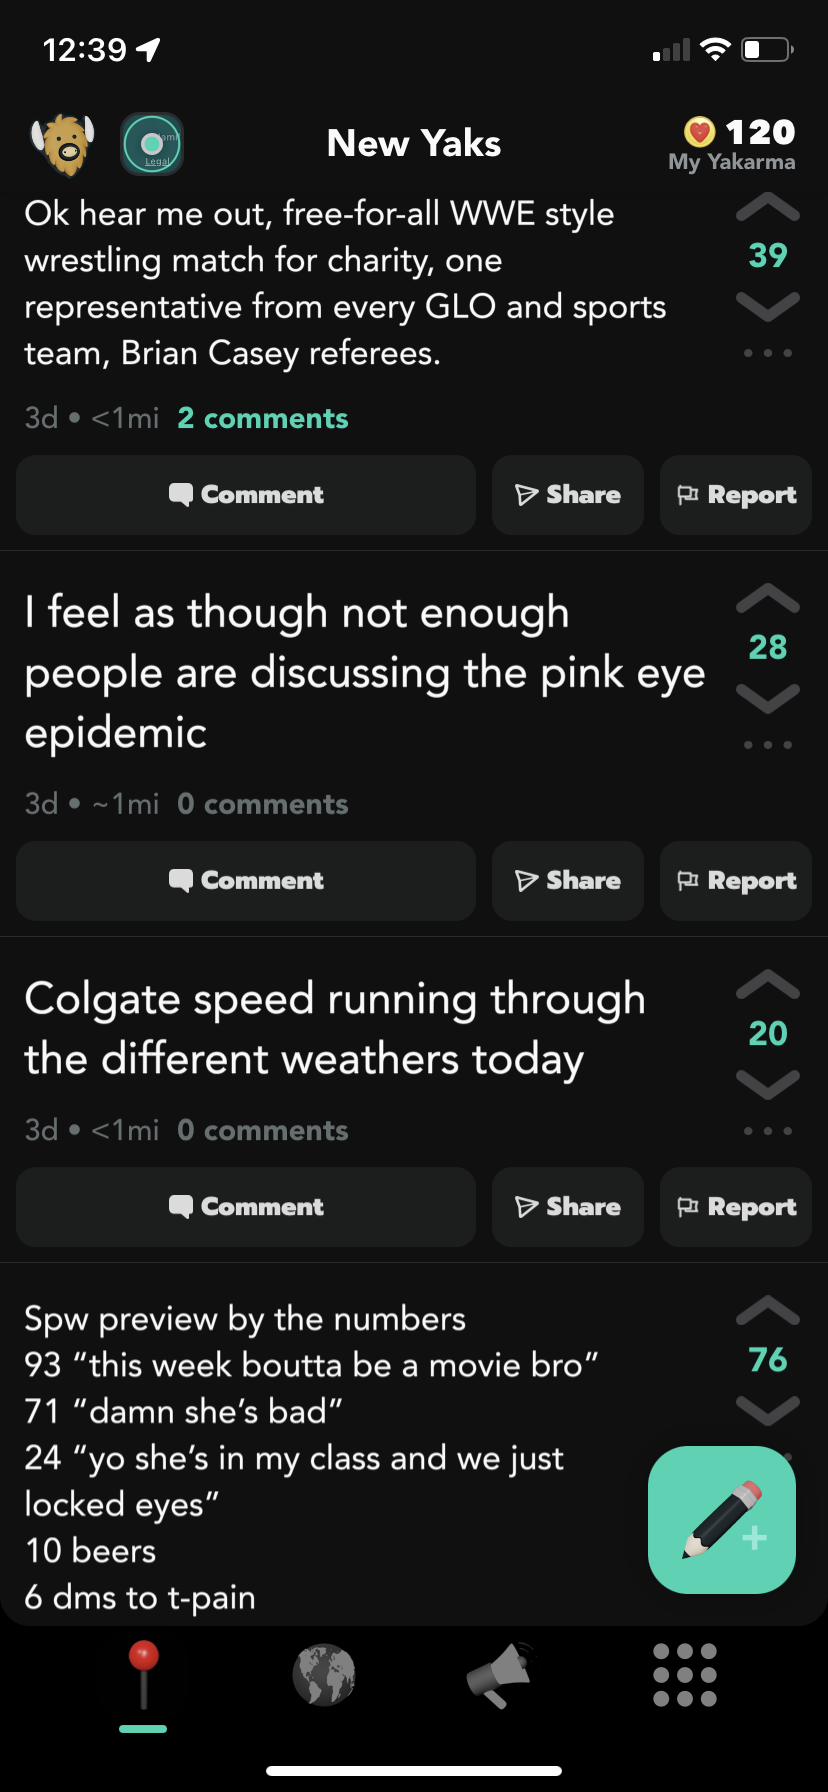 12:39
New Yaks
120
My Yakarma
Legal
Ok hear me out, free-for-all WWE style
wrestling match for charity, one
representative from every GLO and sports
team, Brian Casey referees.
39
3d • <1mi 2 comments
Comment
Share
Report
I feel as though not enough
people are discussing the pink eye
epidemic
28
3d • ~1mi 0 comments
Comment
Share
Report
Colgate speed running through
the different weathers today
20
3d • <1mi 0 comments
Comment
Share
Report
Spw preview by the numbers
93 “this week boutta be a movie bro”
71 “damn she’s bad”
24 “yo she’s in my class and we just
locked eyes”
10 beers
6 dms to t-pain
76